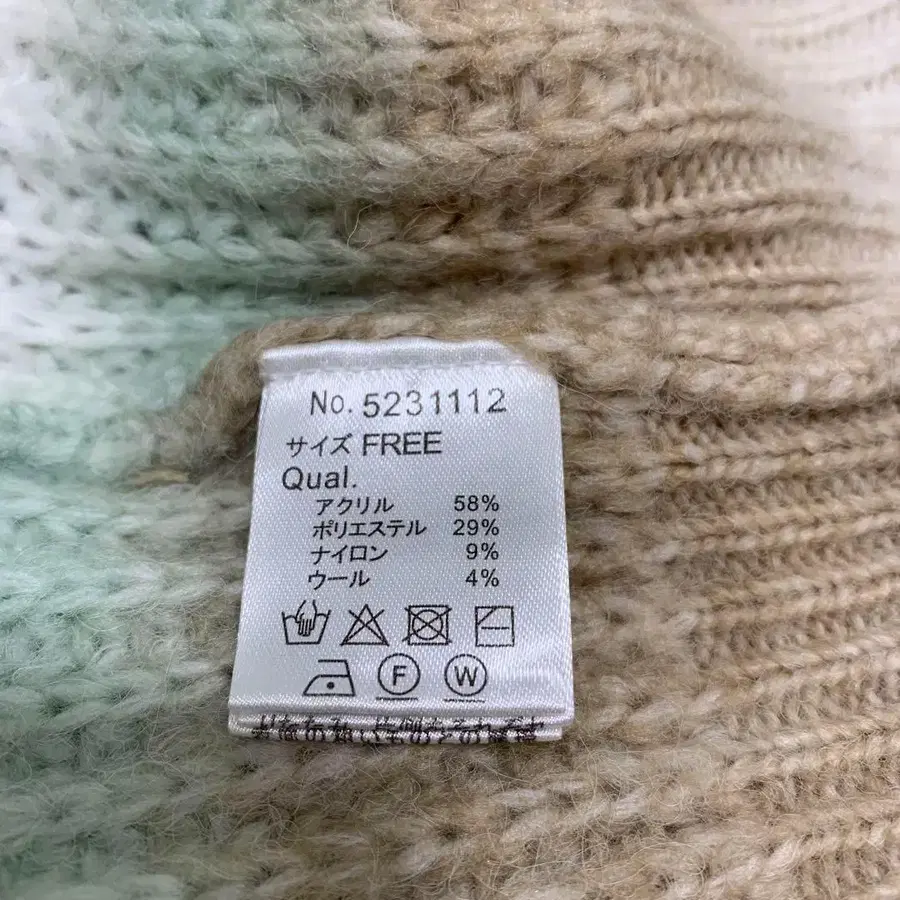 No. 5231112
サイズ FREE
Qual.
アクリル 58%
ポリエステル 29%
ナイロン 9%
ウール 4%
F W